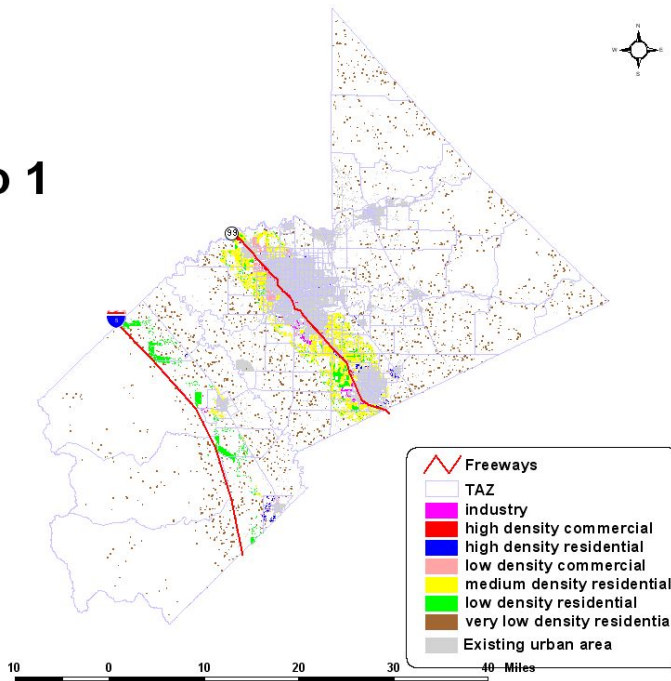 N
W E
S
o 1
99
5
Freeways
TAZ
industry
high density commercial
high density residential
low density commercial
medium density residential
low density residential
very low density residentia
Existing urban area
10 0 10 20 30 40 Miles